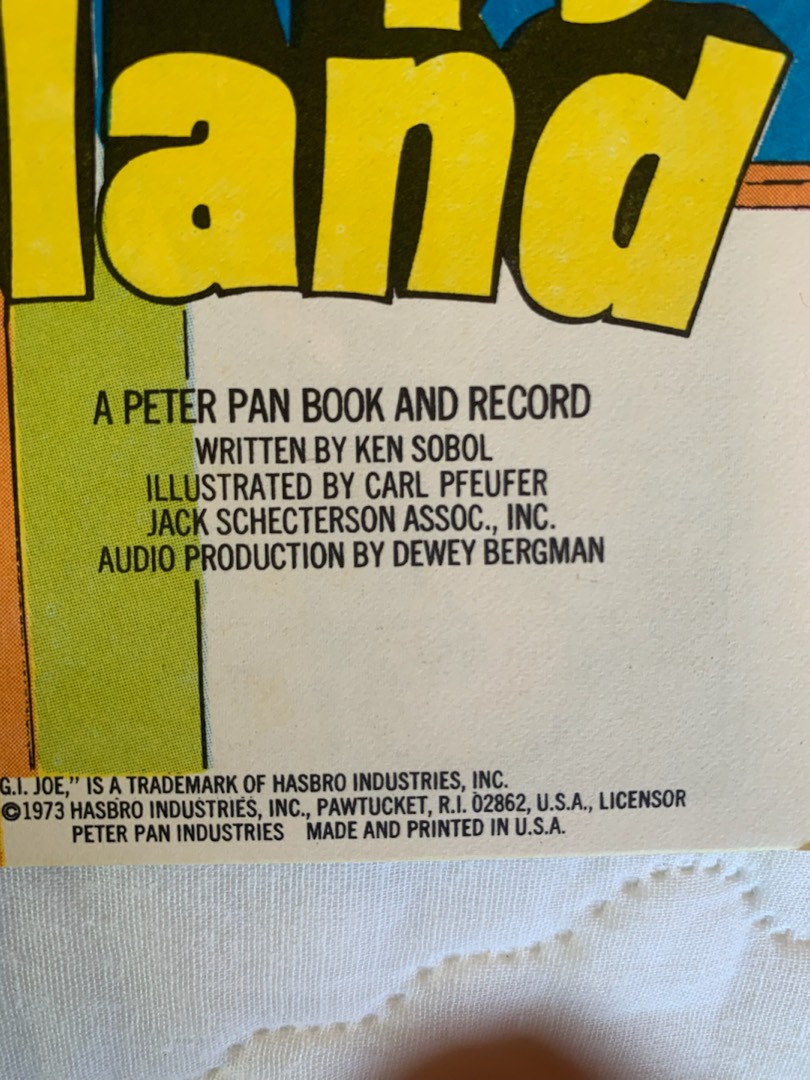 land
A PETER PAN BOOK AND RECORD
WRITTEN BY KEN SOBOL
ILLUSTRATED BY CARL PFEUFER
JACK SCHECTERSON ASSOC., INC.
AUDIO PRODUCTION BY DEWEY BERGMAN
G.I. JOE,” IS A TRADEMARK OF HASBRO INDUSTRIES, INC.
©1973 HASBRO INDUSTRIES, INC., PAWTUCKET, R.I. 02862, U.S.A., LICENSOR
PETER PAN INDUSTRIES MADE AND PRINTED IN U.S.A.